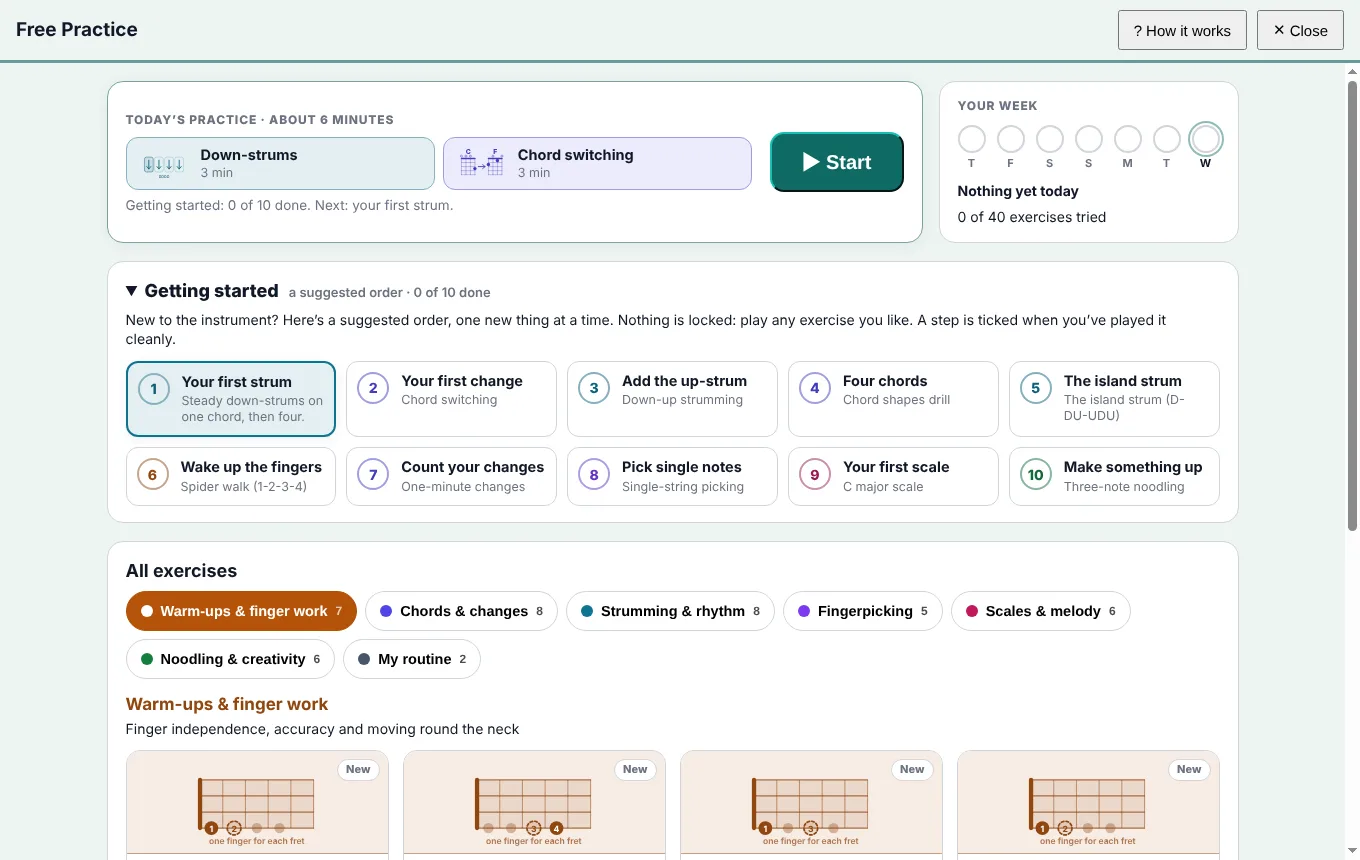 Free Practice
? How it works
✕ Close
TODAY'S PRACTICE · ABOUT 6 MINUTES
Down-strums
3 min
C F
Chord switching
3 min
▶ Start
Getting started: 0 of 10 done. Next: your first strum.
YOUR WEEK
T F S S M T W
Nothing yet today
0 of 40 exercises tried
▼ Getting started a suggested order · 0 of 10 done
New to the instrument? Here's a suggested order, one new thing at a time. Nothing is locked: play any exercise you like. A step is ticked when you've played it
cleanly.
1 Your first strum
Steady down-strums on
one chord, then four.
2 Your first change
Chord switching
3 Add the up-strum
Down-up strumming
4 Four chords
Chord shapes drill
5 The island strum
The island strum (D-
DU-UDU)
6 Wake up the fingers
Spider walk (1-2-3-4)
7 Count your changes
One-minute changes
8 Pick single notes
Single-string picking
9 Your first scale
C major scale
10 Make something up
Three-note noodling
All exercises
Warm-ups & finger work 7
Chords & changes 8
Strumming & rhythm 8
Fingerpicking 5
Scales & melody 6
Noodling & creativity 6
My routine 2
Warm-ups & finger work
Finger independence, accuracy and moving round the neck
New
1 2
one finger for each fret
New
3 4
one finger for each fret
New
1 3
one finger for each fret
New
1 2
one finger for each fret